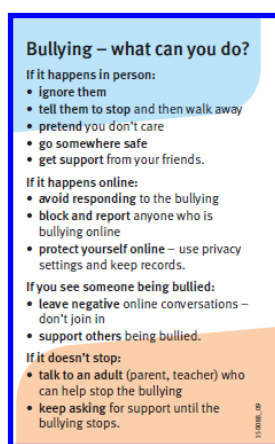 Bullying – what can you do?
If it happens in person:
• ignore them
• tell them to stop and then walk away
• pretend you don't care
• go somewhere safe
• get support from your friends.
If it happens online:
• avoid responding to the bullying
• block and report anyone who is
bullying online
• protect yourself online – use privacy
settings and keep records.
If you see someone being bullied:
• leave negative online conversations –
don't join in
• support others being bullied.
If it doesn't stop:
• talk to an adult (parent, teacher) who
can help stop the bullying
• keep asking for support until the
bullying stops.